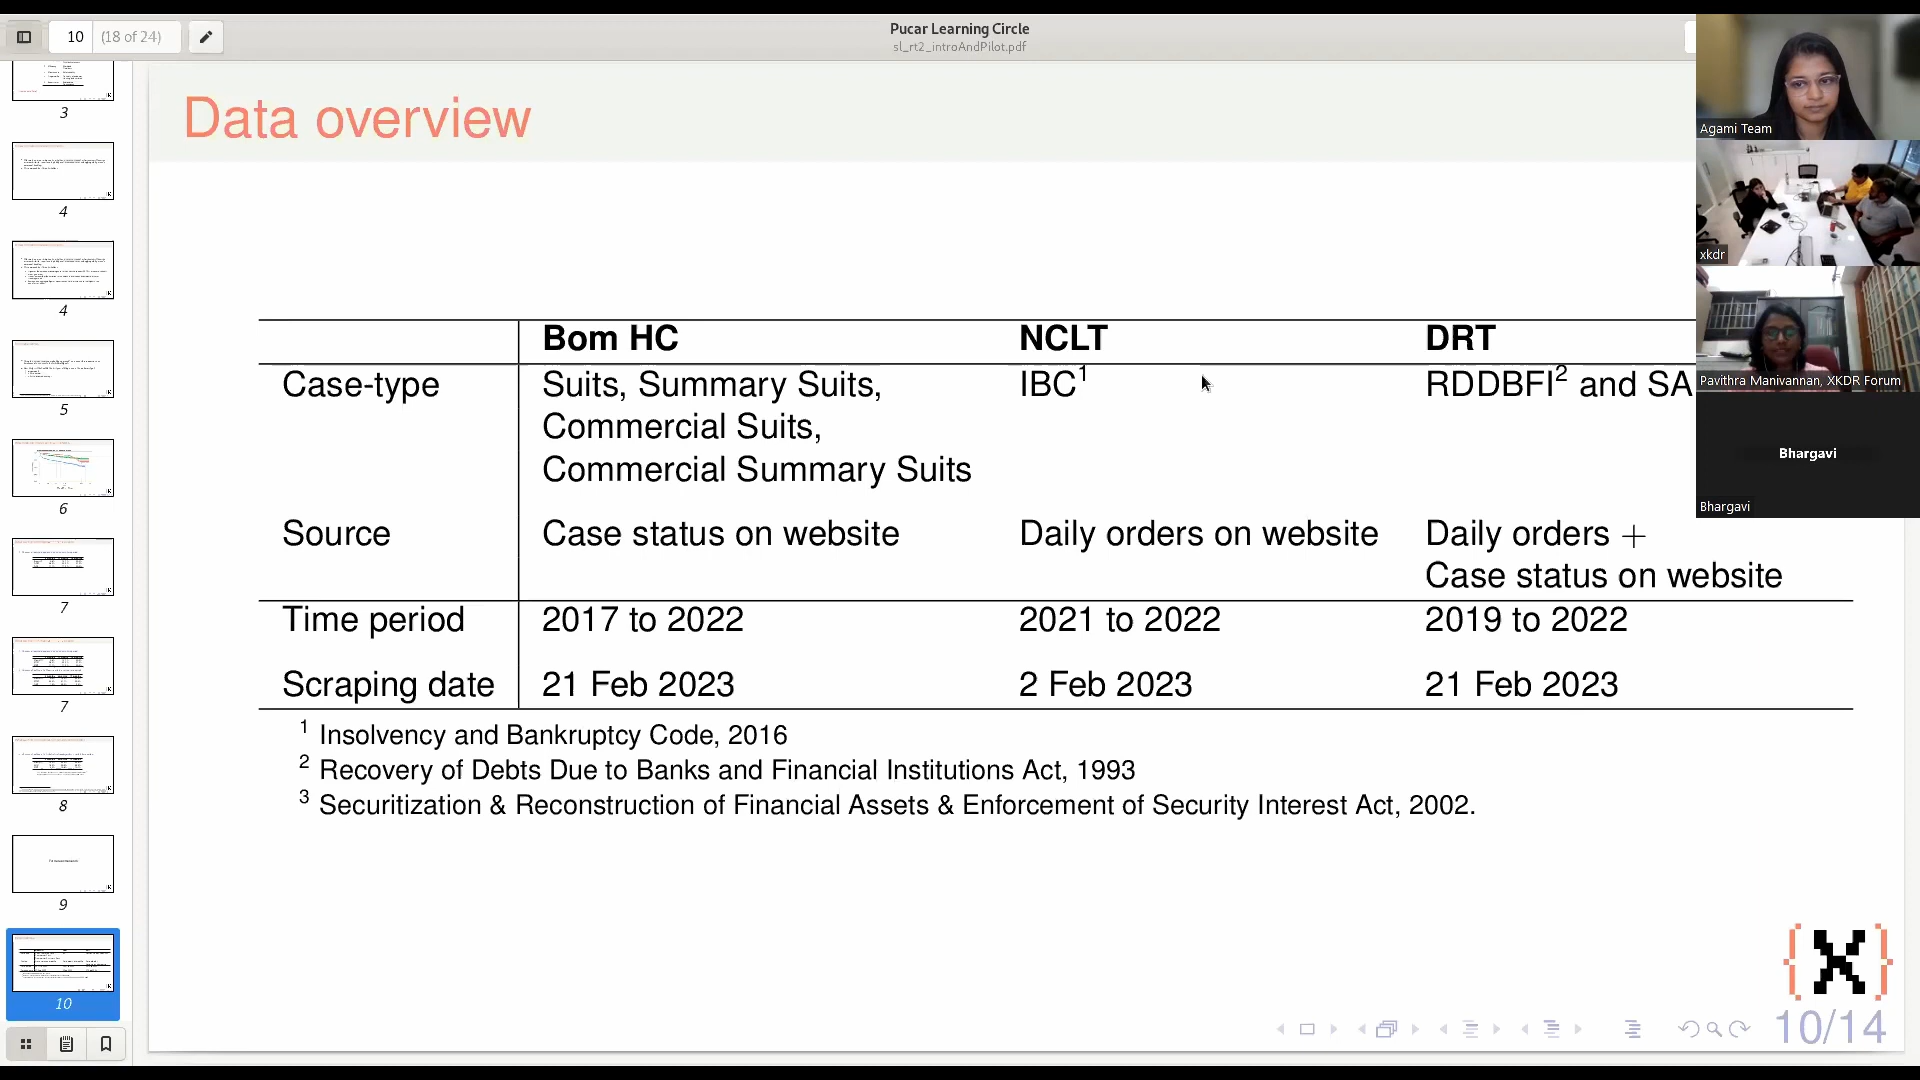 Pucar Learning Circle
sl_rt2_introAndPilot.pdf
10 (18 of 24)
3
4
4
5
6
7
7
8
9
10
Data overview
Bom HC NCLT DRT
Case-type Suits, Summary Suits, IBC¹ RDDBFI² and SA
Commercial Suits,
Commercial Summary Suits
Source Case status on website Daily orders on website Daily orders +
Case status on website
Time period 2017 to 2022 2021 to 2022 2019 to 2022
Scraping date 21 Feb 2023 2 Feb 2023 21 Feb 2023
¹ Insolvency and Bankruptcy Code, 2016
² Recovery of Debts Due to Banks and Financial Institutions Act, 1993
³ Securitization & Reconstruction of Financial Assets & Enforcement of Security Interest Act, 2002.
{X}
10/14
Agami Team
xkdr
Pavithra Manivannan, XKDR Forum
Bhargavi
Bhargavi